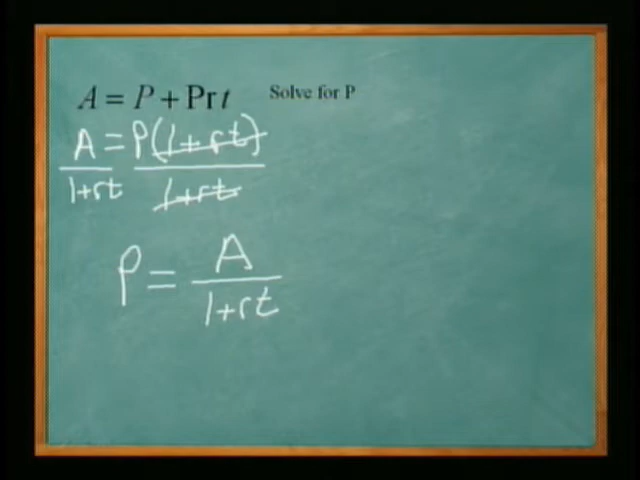 A = P + Prt Solve for P
A = P(1+rt)
1+rt 1+rt
P = A
1+rt